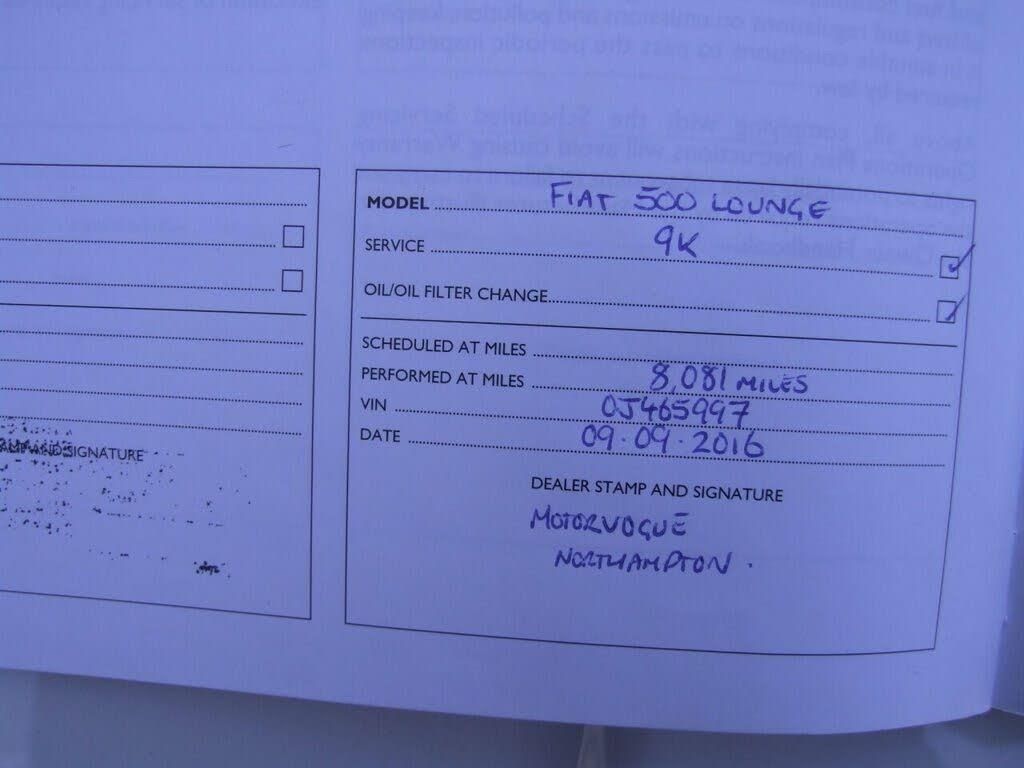 MODEL FIAT 500 LOUNGE
SERVICE 9K
OIL/OIL FILTER CHANGE
SCHEDULED AT MILES
PERFORMED AT MILES 8,081 MILES
VIN 0J465997
DATE 09.09.2016
DEALER STAMP AND SIGNATURE
MOTORVOGUE
NORTHAMPTON.
AND SIGNATURE